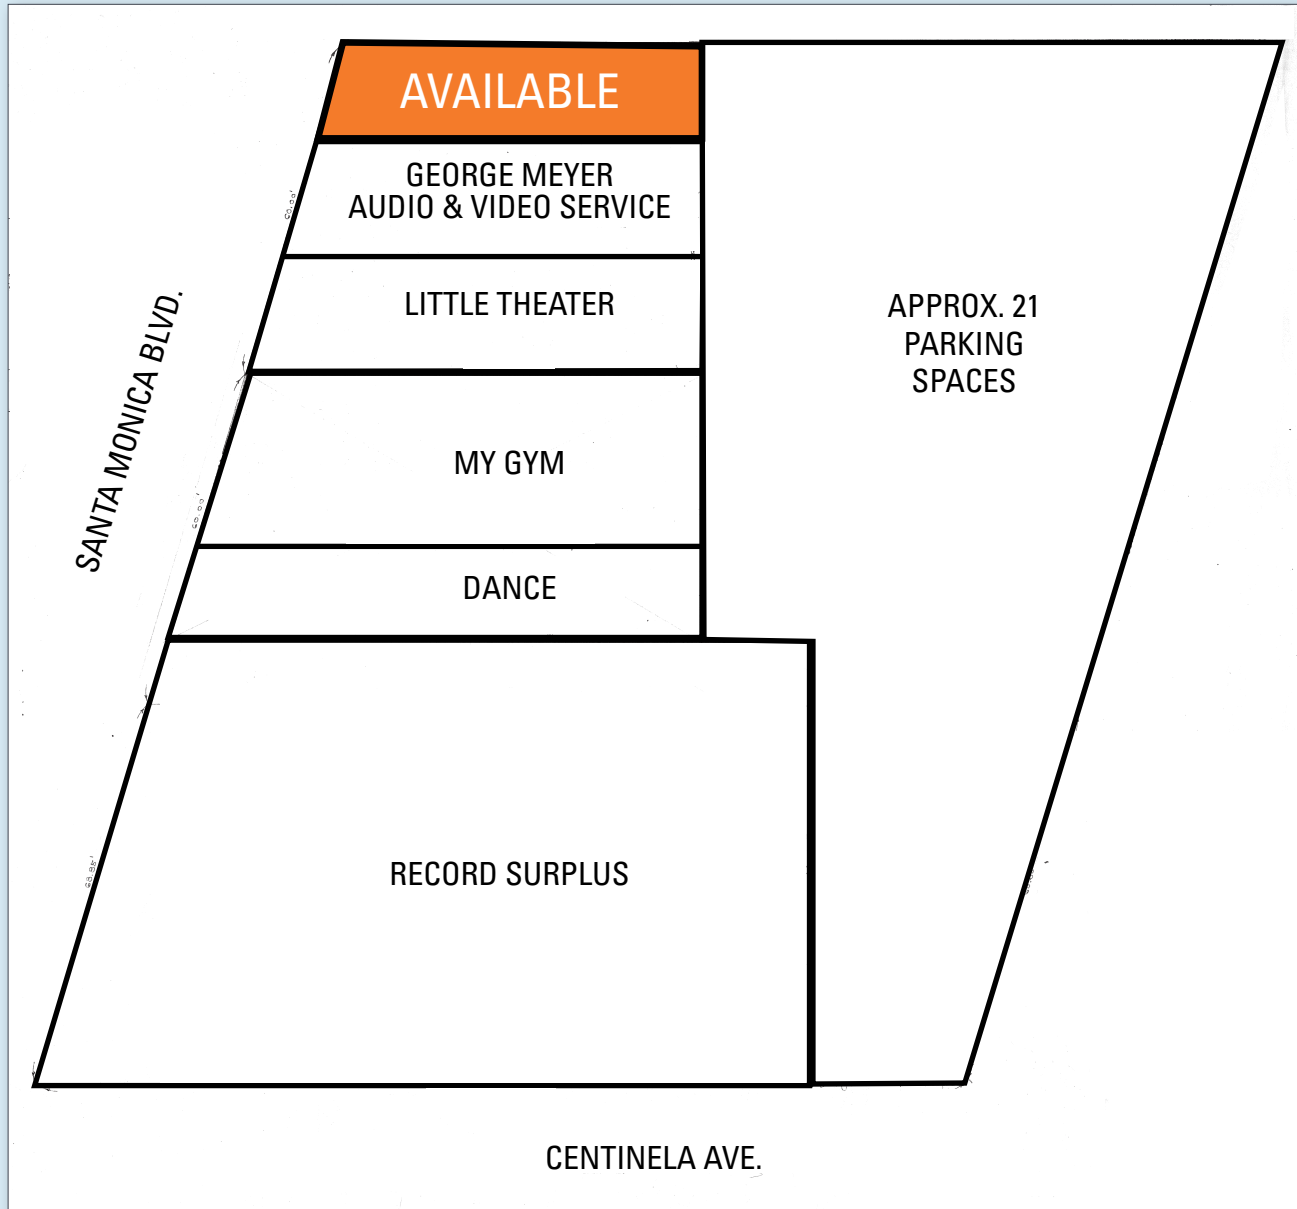 AVAILABLE
GEORGE MEYER
AUDIO & VIDEO SERVICE
LITTLE THEATER
MY GYM
DANCE
RECORD SURPLUS
APPROX. 21
PARKING
SPACES
SANTA MONICA BLVD.
CENTINELA AVE.